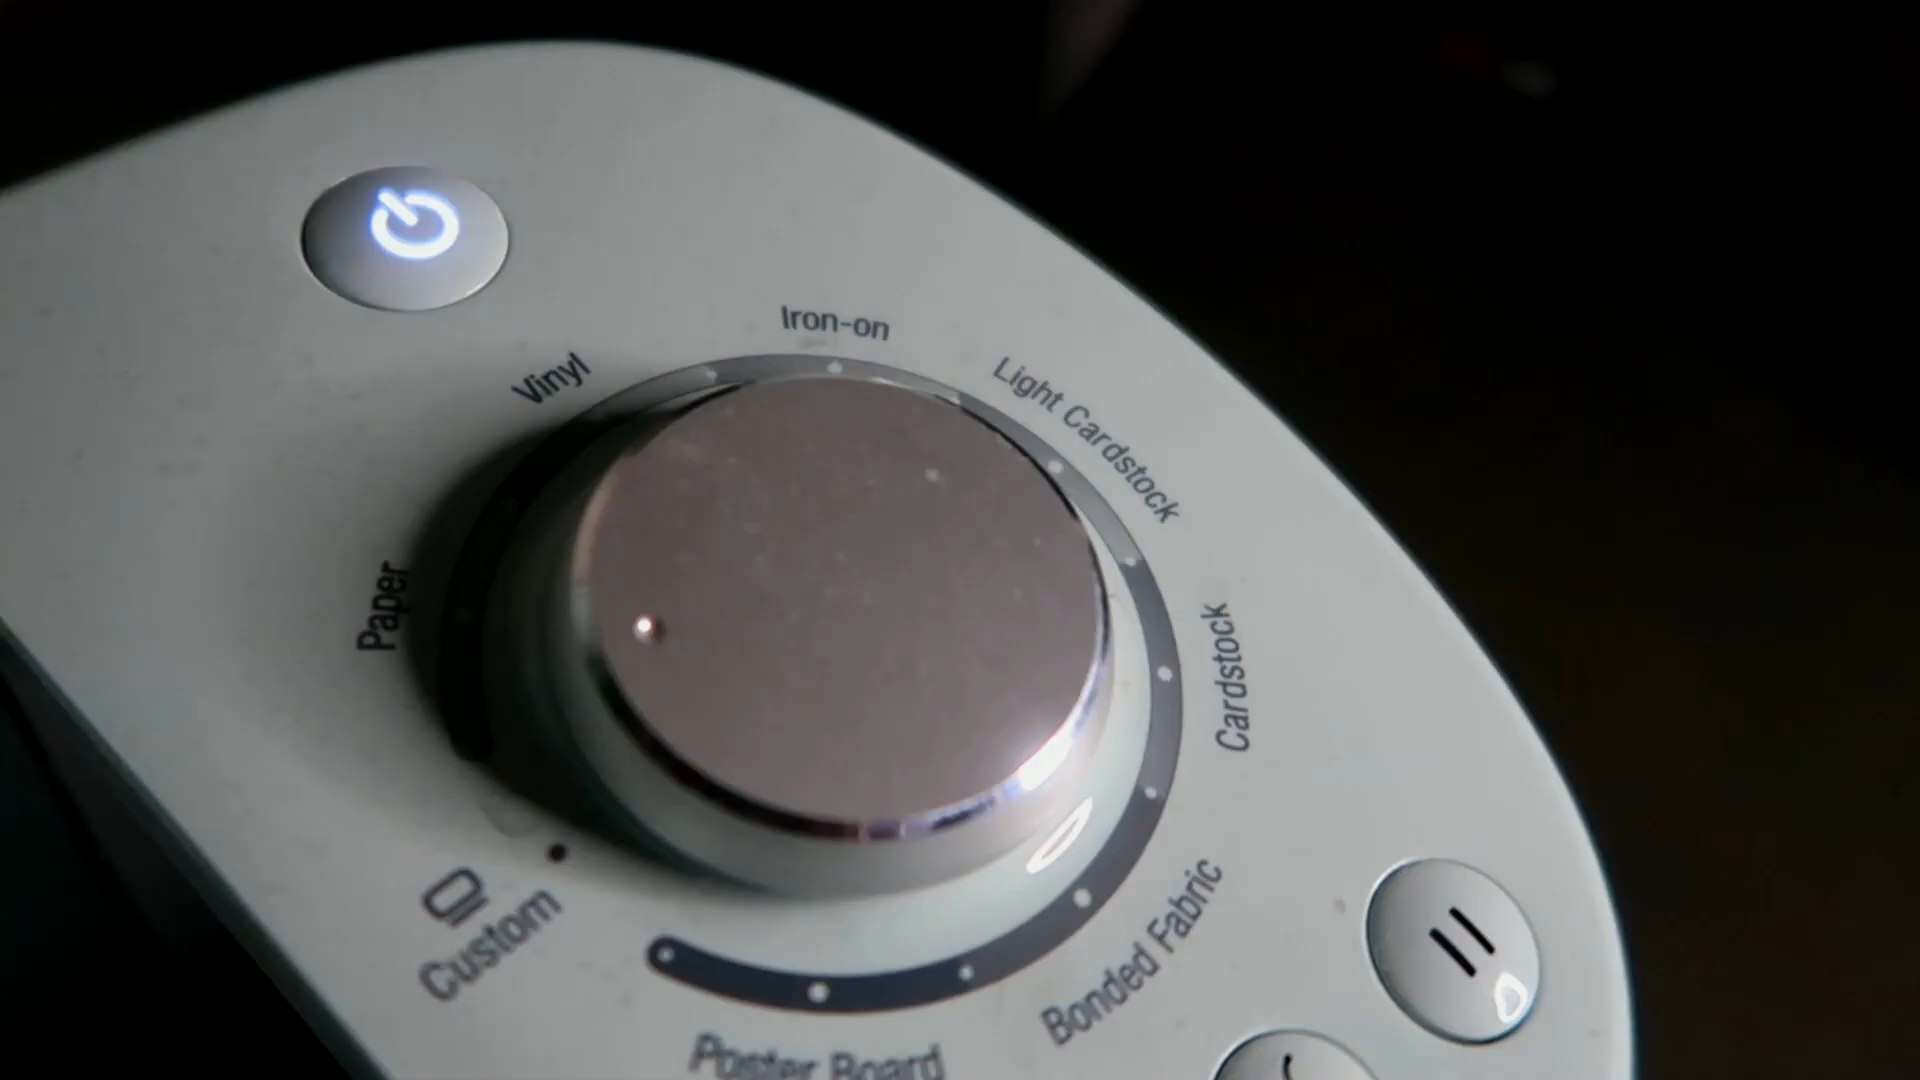 Iron-on
Vinyl
Light Cardstock
Paper
Cardstock
Custom
Bonded Fabric
Poster Board